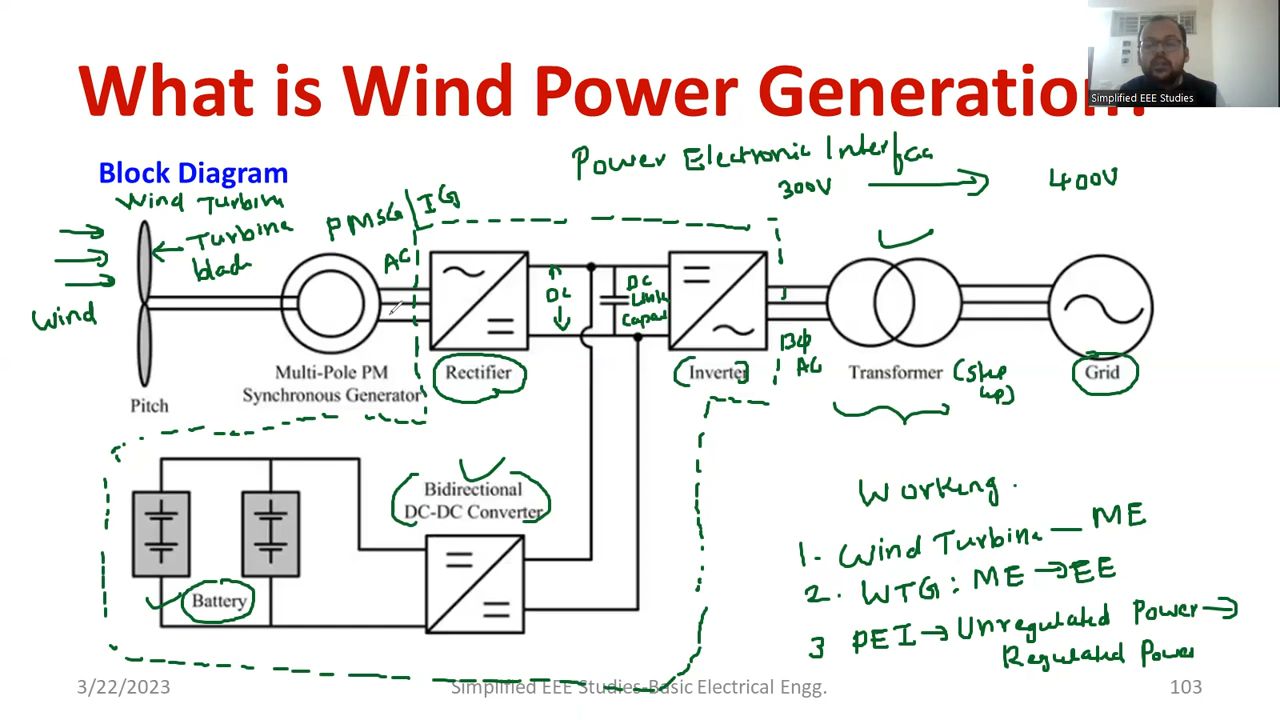 What is Wind Power Generation?
Simplified EEE Studies
Power Electronic Interface
Block Diagram
300V → 400V
Wind Turbine
PMSG/IG
Turbine
blade
AC
Wind
DC
DC
Link
Capac
3φ
AC
Rectifier
Inverter
Transformer
(step
up)
Grid
Multi-Pole PM
Synchronous Generator
Pitch
Bidirectional
DC-DC Converter
Battery
Working.
1. Wind Turbine — ME
2. WTG: ME → EE
3 PEI → Unregulated Power →
Regulated Power
3/22/2023
Simplified EEE Studies-Basic Electrical Engg.
103